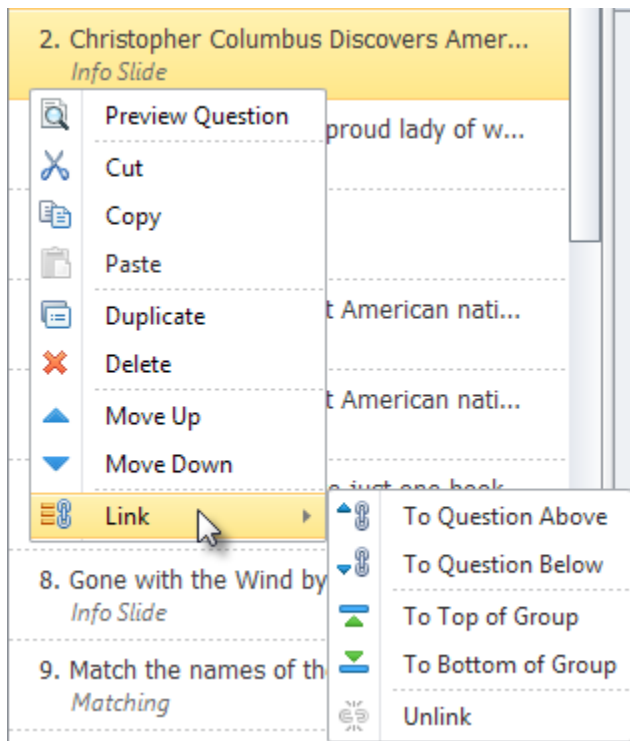 2. Christopher Columbus Discovers Amer...
Info Slide
Preview Question
proud lady of w...
Cut
Copy
Paste
Duplicate
t American nati...
Delete
t American nati...
Move Up
Move Down
Link
To Question Above
To Question Below
8. Gone with the Wind by
Info Slide
To Top of Group
9. Match the names of th
To Bottom of Group
Matching
Unlink